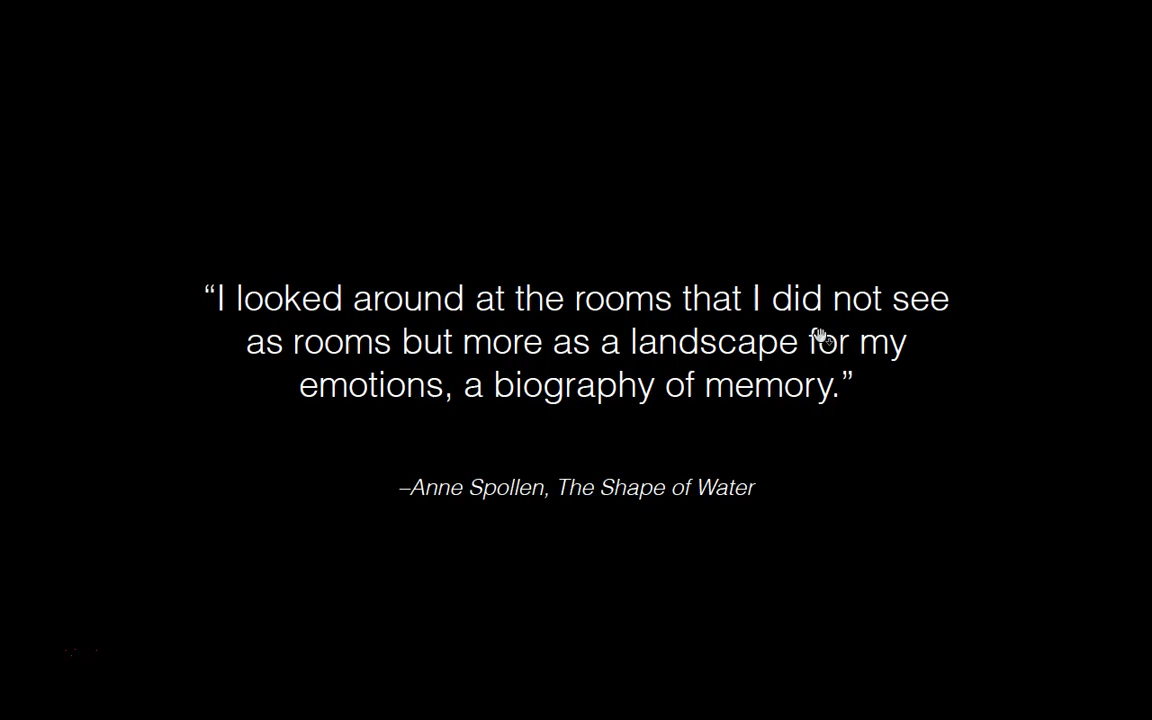 “I looked around at the rooms that I did not see
as rooms but more as a landscape for my
emotions, a biography of memory.”
–Anne Spollen, The Shape of Water